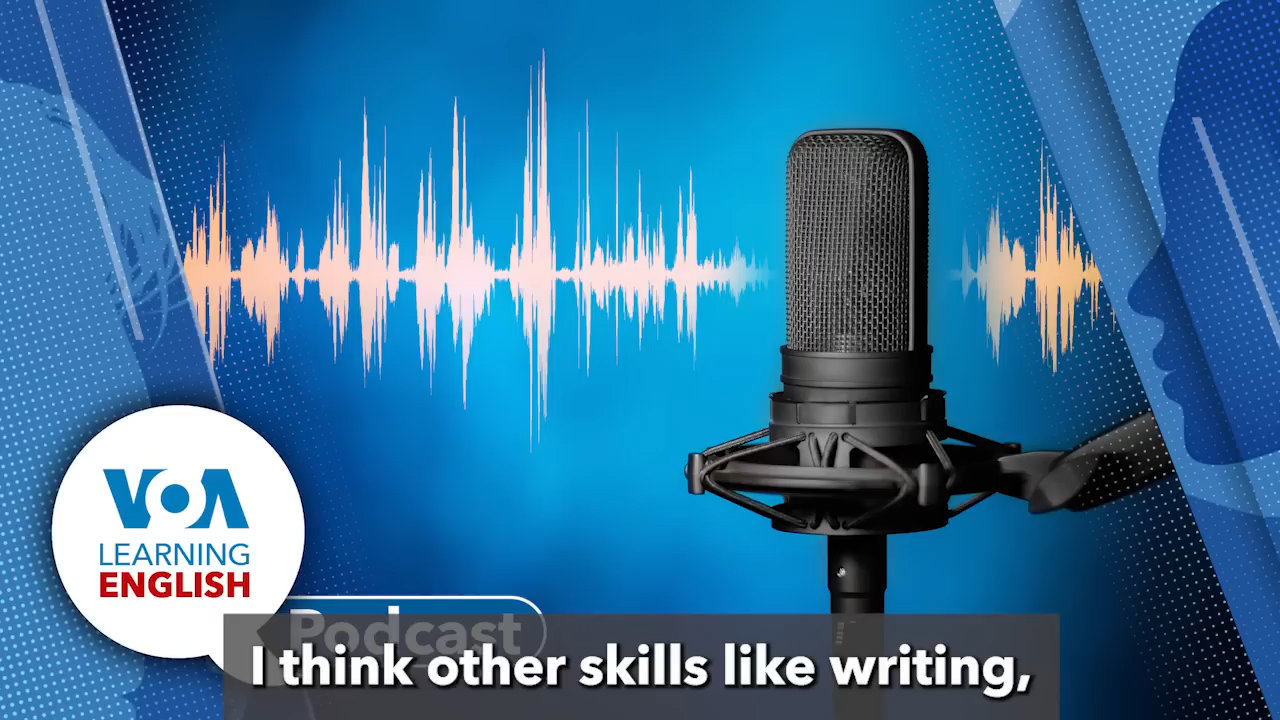 VOA
LEARNING
ENGLISH
Podcast
I think other skills like writing,